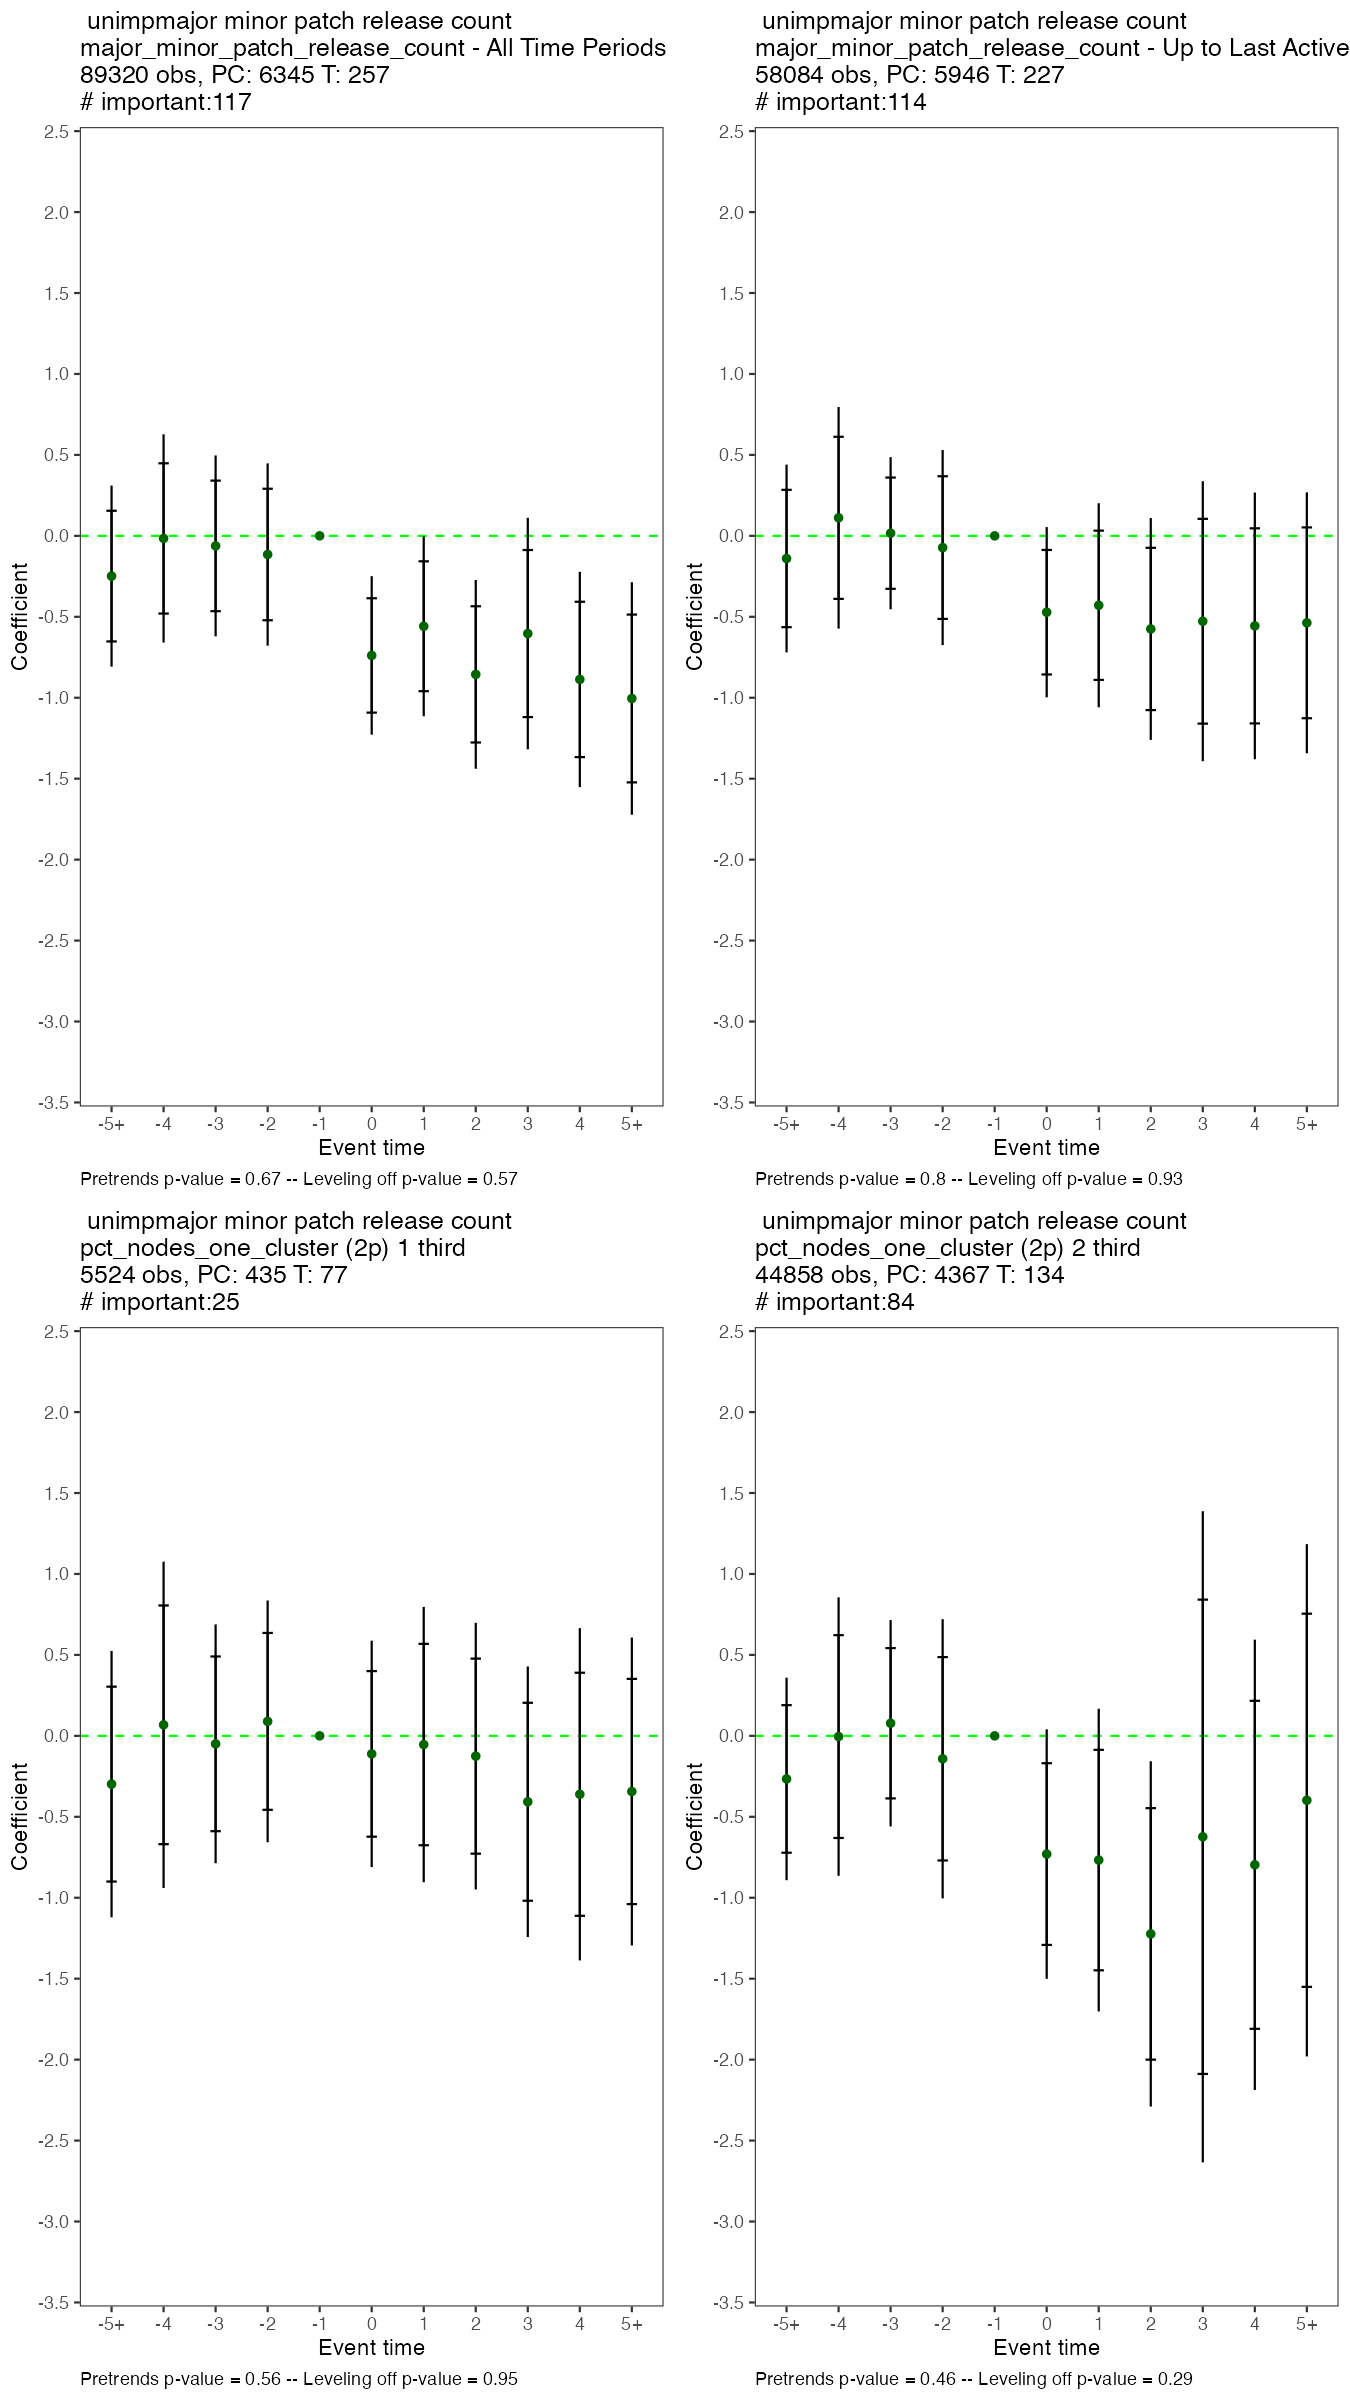 unimpmajor minor patch release count
major_minor_patch_release_count - All Time Periods
89320 obs, PC: 6345 T: 257
# important:117
2.5
2.0
1.5
1.0
0.5
0.0
-0.5
-1.0
-1.5
-2.0
-2.5
-3.0
-3.5
Coefficient
-5+ -4 -3 -2 -1 0 1 2 3 4 5+
Event time
Pretrends p-value = 0.67 -- Leveling off p-value = 0.57
unimpmajor minor patch release count
major_minor_patch_release_count - Up to Last Active
58084 obs, PC: 5946 T: 227
# important:114
2.5
2.0
1.5
1.0
0.5
0.0
-0.5
-1.0
-1.5
-2.0
-2.5
-3.0
-3.5
Coefficient
-5+ -4 -3 -2 -1 0 1 2 3 4 5+
Event time
Pretrends p-value = 0.8 -- Leveling off p-value = 0.93
unimpmajor minor patch release count
pct_nodes_one_cluster (2p) 1 third
5524 obs, PC: 435 T: 77
# important:25
2.5
2.0
1.5
1.0
0.5
0.0
-0.5
-1.0
-1.5
-2.0
-2.5
-3.0
-3.5
Coefficient
-5+ -4 -3 -2 -1 0 1 2 3 4 5+
Event time
Pretrends p-value = 0.56 -- Leveling off p-value = 0.95
unimpmajor minor patch release count
pct_nodes_one_cluster (2p) 2 third
44858 obs, PC: 4367 T: 134
# important:84
2.5
2.0
1.5
1.0
0.5
0.0
-0.5
-1.0
-1.5
-2.0
-2.5
-3.0
-3.5
Coefficient
-5+ -4 -3 -2 -1 0 1 2 3 4 5+
Event time
Pretrends p-value = 0.46 -- Leveling off p-value = 0.29